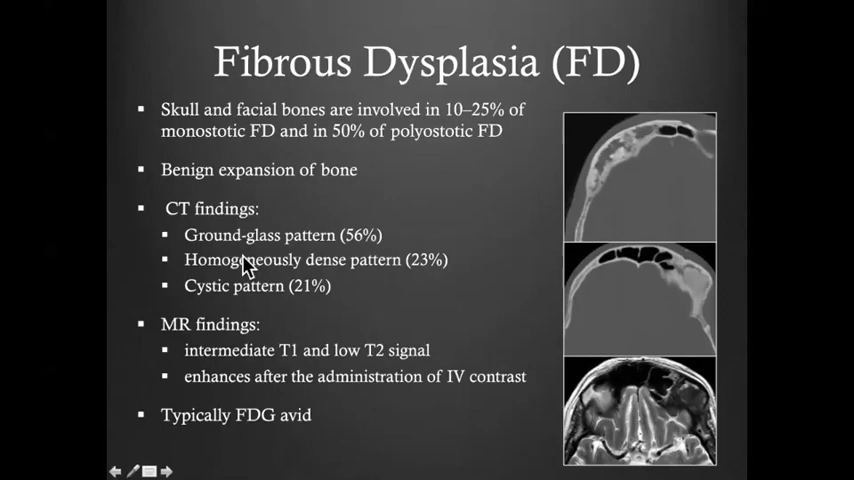 Fibrous Dysplasia (FD)
▪ Skull and facial bones are involved in 10–25% of
monostotic FD and in 50% of polyostotic FD
▪ Benign expansion of bone
▪ CT findings:
▪ Ground-glass pattern (56%)
▪ Homogeneously dense pattern (23%)
▪ Cystic pattern (21%)
▪ MR findings:
▪ intermediate T1 and low T2 signal
▪ enhances after the administration of IV contrast
▪ Typically FDG avid